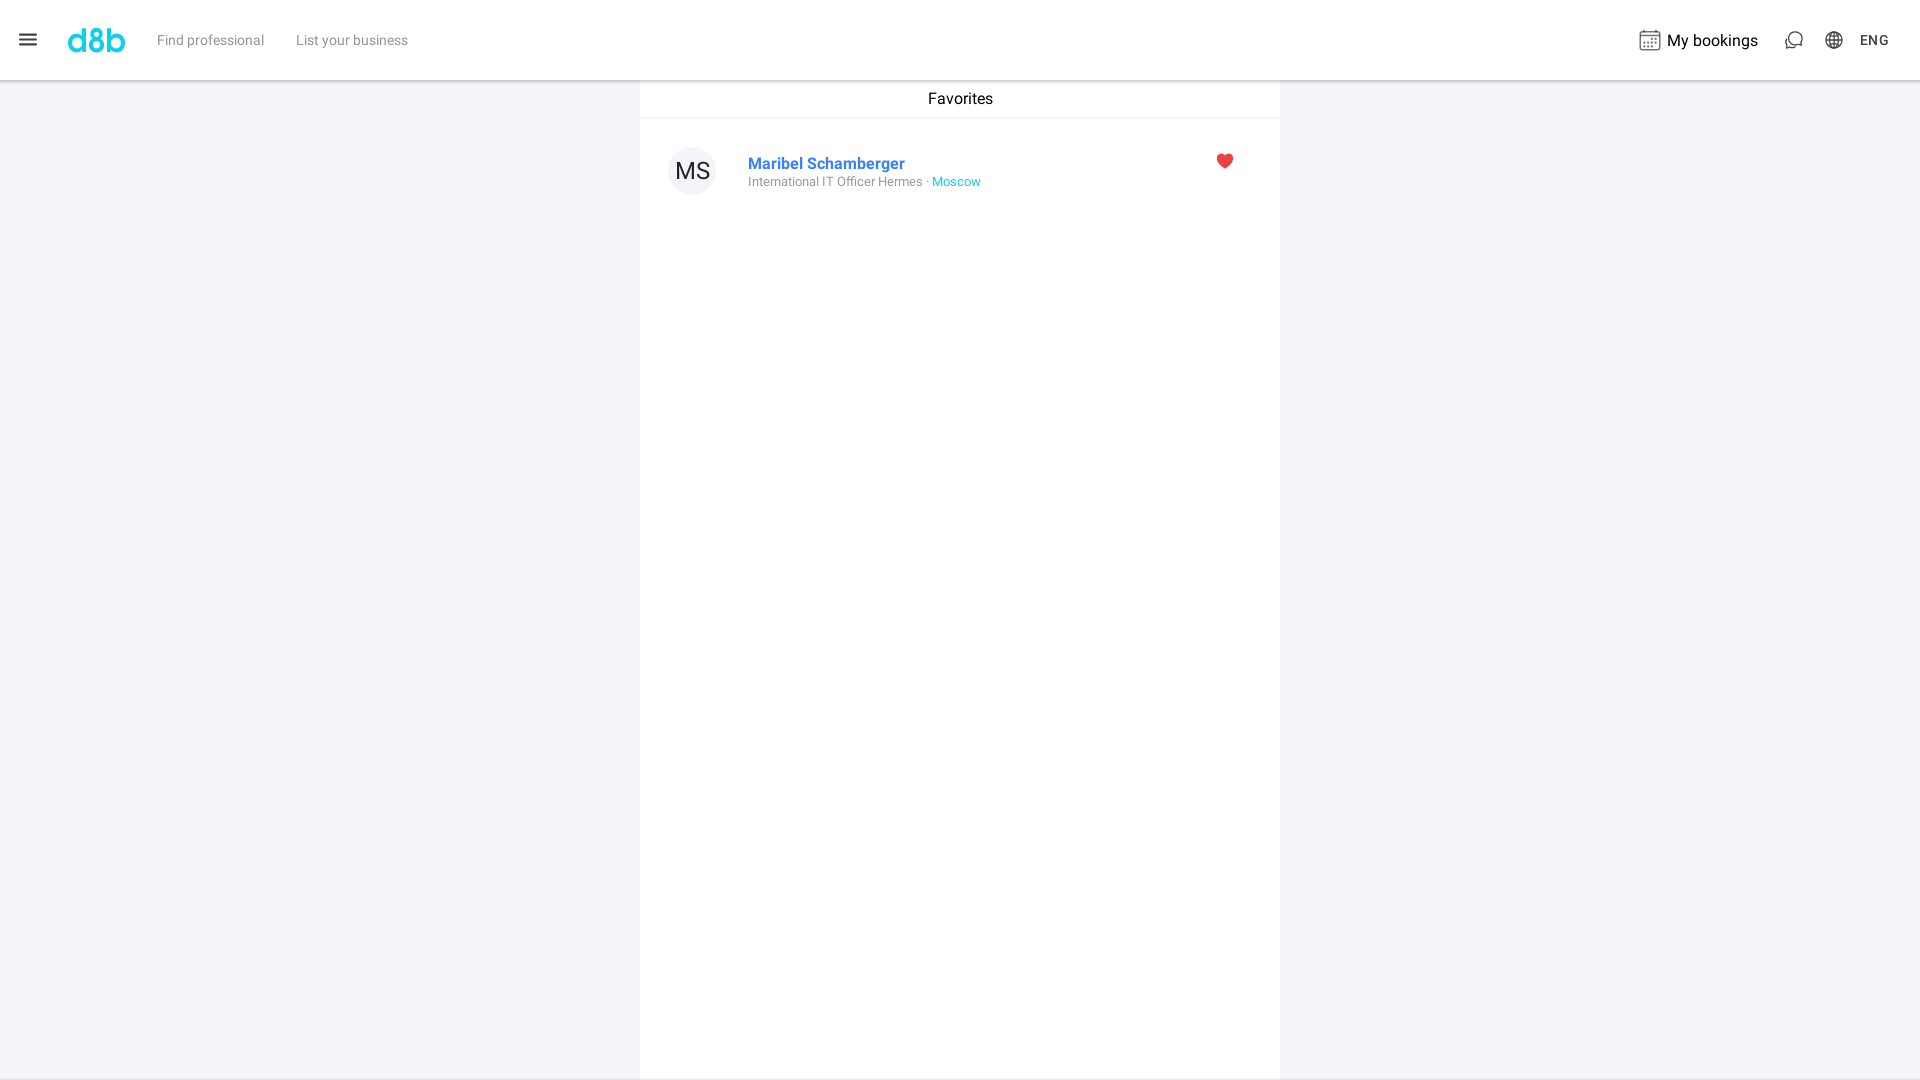 d8b
Find professional
List your business
My bookings
ENG
Favorites
MS
Maribel Schamberger
International IT Officer Hermes · Moscow